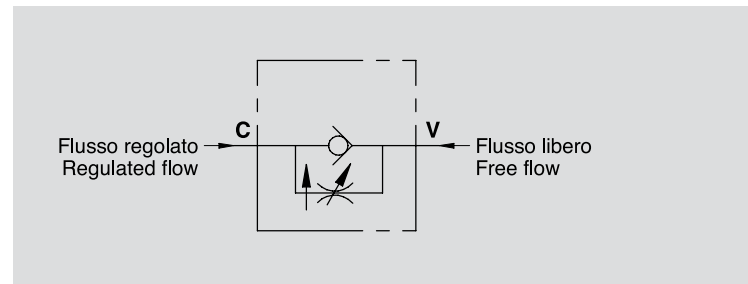 C
V
Flusso regolato
Regulated flow
Flusso libero
Free flow